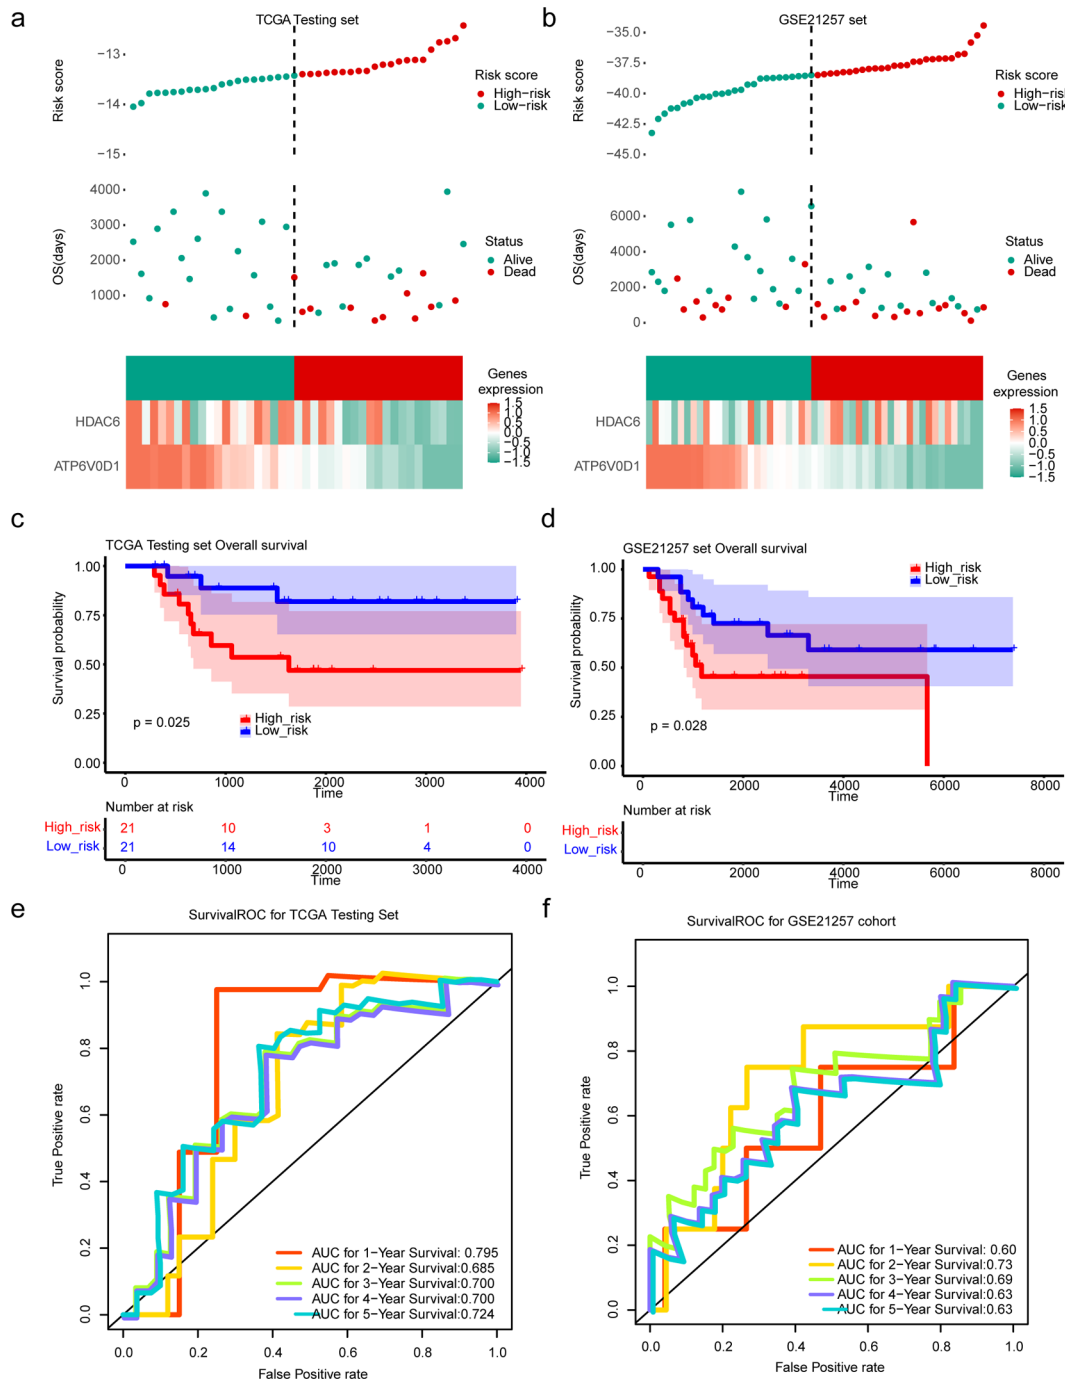 a
TCGA Testing set
Risk score
−13
−14
−15
Risk score
High−risk
Low−risk
OS(days)
4000
3000
2000
1000
Status
Alive
Dead
HDAC6
ATP6V0D1
Genes
expression
1.5
1.0
0.5
0.0
−0.5
−1.0
−1.5
b
GSE21257 set
Risk score
−35.0
−37.5
−40.0
−42.5
−45.0
Risk score
High−risk
Low−risk
OS(days)
6000
4000
2000
0
Status
Alive
Dead
HDAC6
ATP6V0D1
Genes
expression
1.5
1.0
0.5
0.0
−0.5
−1.0
−1.5
c
TCGA Testing set Overall survival
Survival probability
1.00
0.75
0.50
0.25
0.00
p = 0.025
High_risk
Low_risk
0 1000 2000 3000 4000
Time
Number at risk
High_risk 21 10 3 1 0
Low_risk 21 14 10 4 0
0 1000 2000 3000 4000
Time
d
GSE21257 set Overall survival
Survival probability
1.00
0.75
0.50
0.25
0.00
High_risk
Low_risk
p = 0.028
0 2000 4000 6000 8000
Time
Number at risk
High_risk
Low_risk
0 2000 4000 6000 8000
Time
e
SurvivalROC for TCGA Testing Set
True Positive rate
1.0
0.8
0.6
0.4
0.2
0.0
AUC for 1−Year Survival: 0.795
AUC for 2−Year Survival:0.685
AUC for 3−Year Survival:0.700
AUC for 4−Year Survival:0.700
AUC for 5−Year Survival:0.724
0.0 0.2 0.4 0.6 0.8 1.0
False Positive rate
f
SurvivalROC for GSE21257 cohort
True Positive rate
1.0
0.8
0.6
0.4
0.2
0.0
AUC for 1−Year Survival: 0.60
AUC for 2−Year Survival:0.73
AUC for 3−Year Survival:0.69
AUC for 4−Year Survival:0.63
AUC for 5−Year Survival:0.63
0.0 0.2 0.4 0.6 0.8 1.0
False Positive rate